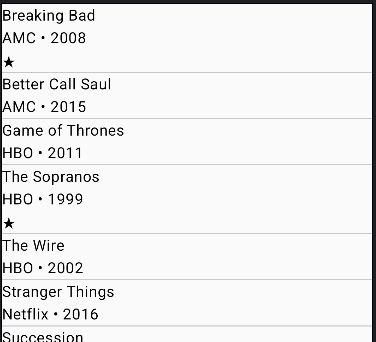 Breaking Bad
AMC • 2008
★
Better Call Saul
AMC • 2015
Game of Thrones
HBO • 2011
The Sopranos
HBO • 1999
★
The Wire
HBO • 2002
Stranger Things
Netflix • 2016
Succession